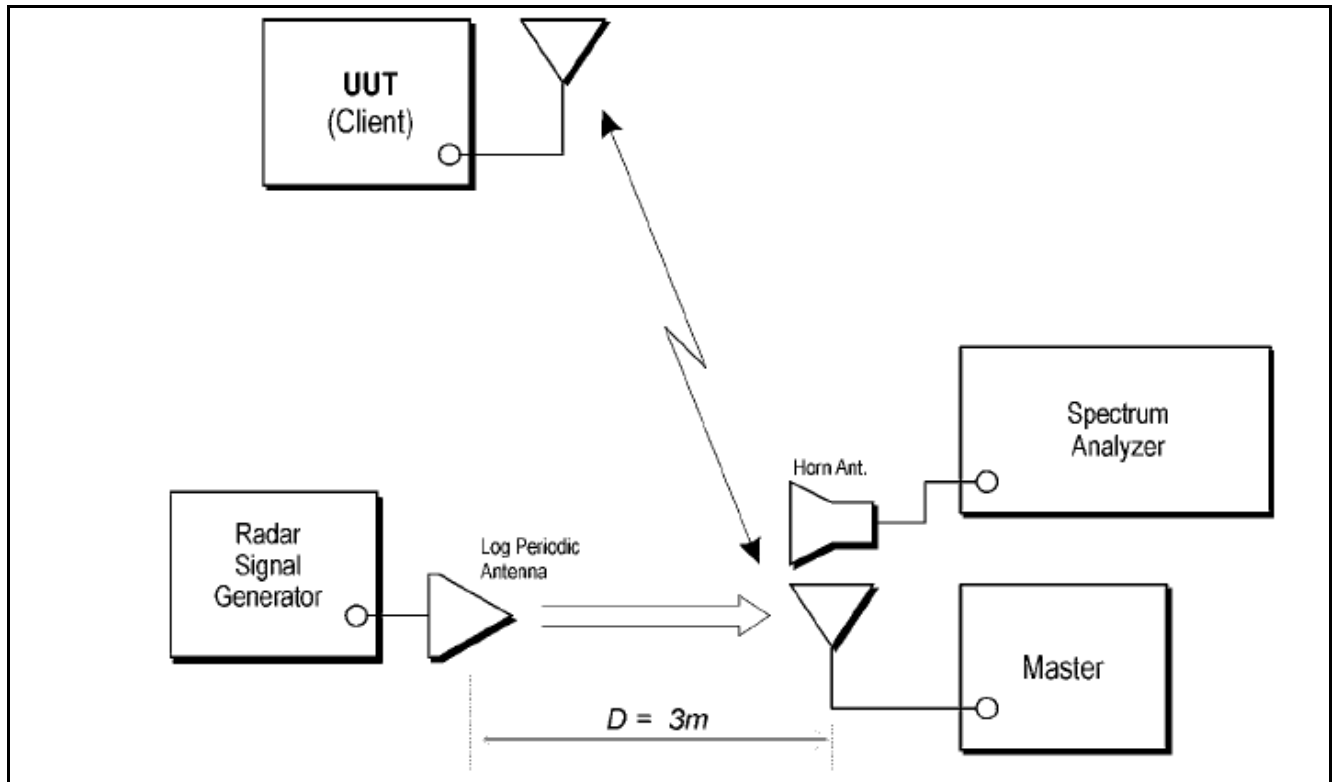 UUT
(Client)
Spectrum
Analyzer
Horn Ant.
Radar
Signal
Generator
Log Periodic
Antenna
Master
D = 3m